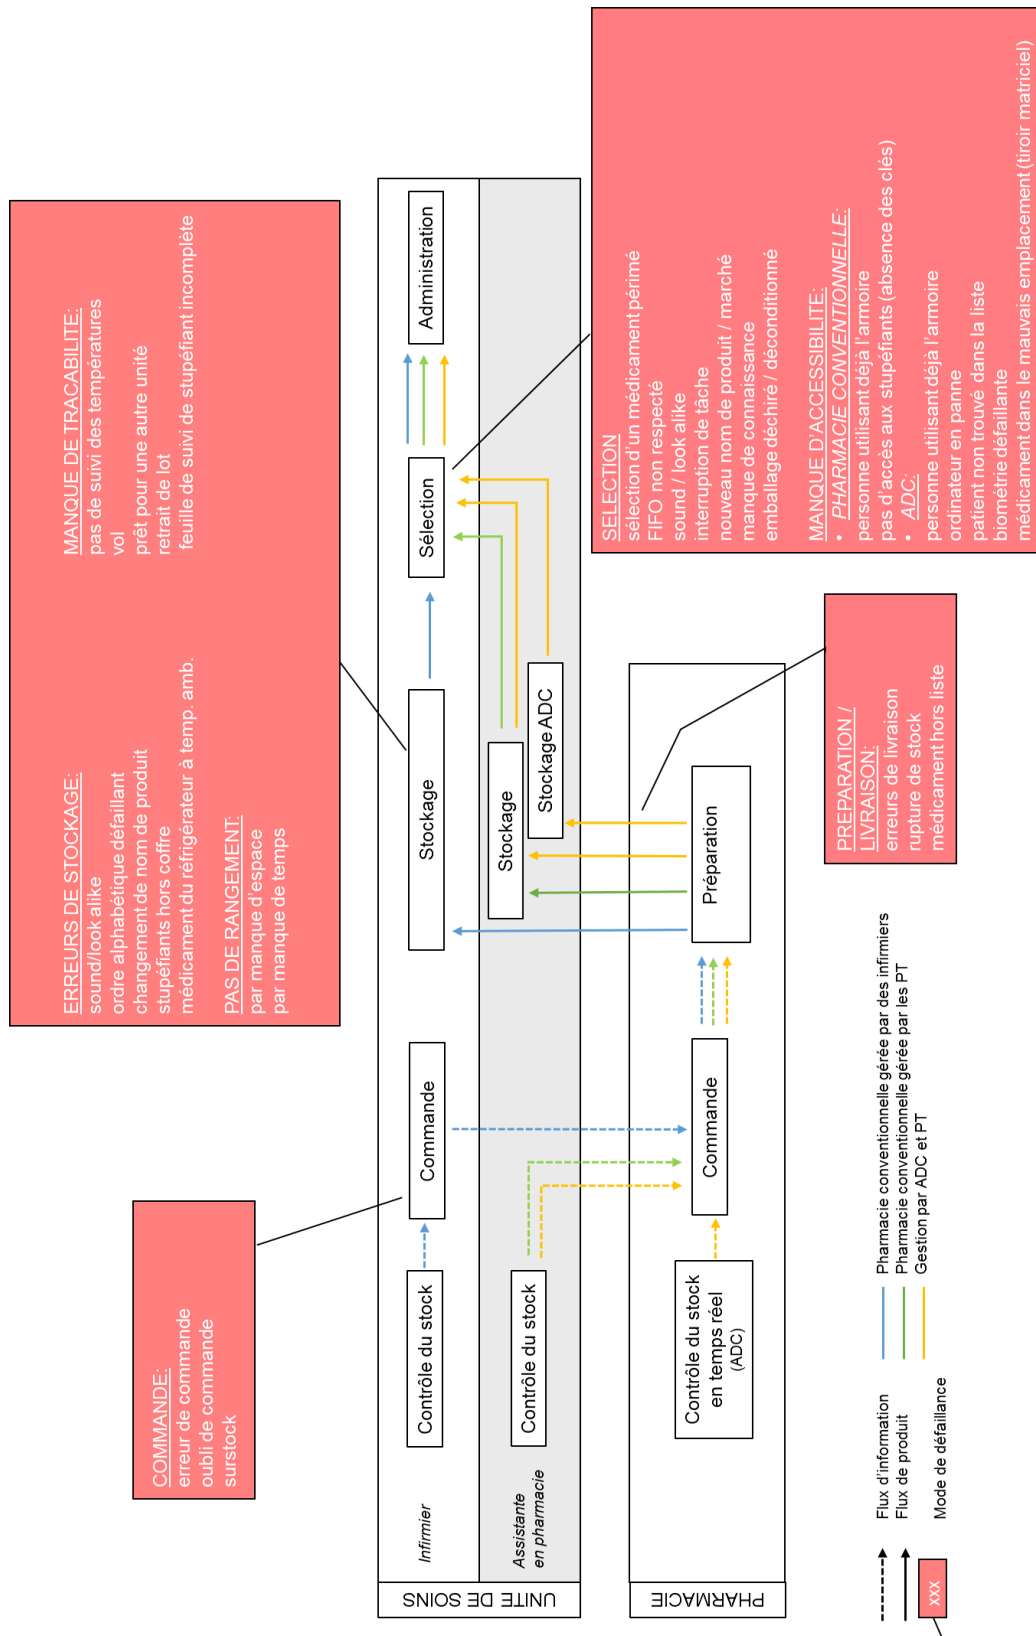 COMMANDE:
erreur de commande
oubli de commande
surstock
ERREURS DE STOCKAGE:
sound/look alike
ordre alphabétique défaillant
changement de nom de produit
stupéfiants hors coffre
médicament du réfrigérateur à temp. amb.
PAS DE RANGEMENT:
par manque d'espace
par manque de temps
MANQUE DE TRACABILITE:
pas de suivi des températures
vol
prêt pour une autre unité
retrait de lot
feuille de suivi de stupéfiant incomplète
UNITE DE SOINS
Infirmier
Contrôle du stock
Commande
Stockage
Sélection
Administration
Assistante
en pharmacie
Contrôle du stock
Stockage
Stockage ADC
PHARMACIE
Contrôle du stock
en temps réel
(ADC)
Commande
Préparation
PREPARATION /
LIVRAISON:
erreurs de livraison
rupture de stock
médicament hors liste
SELECTION
sélection d'un médicament périmé
FIFO non respecté
sound / look alike
interruption de tâche
nouveau nom de produit / marché
manque de connaissance
emballage déchiré / déconditionné
MANQUE D'ACCESSIBILITE:
• PHARMACIE CONVENTIONNELLE:
personne utilisant déjà l'armoire
pas d'accès aux stupéfiants (absence des clés)
• ADC:
personne utilisant déjà l'armoire
ordinateur en panne
patient non trouvé dans la liste
biométrie défaillante
médicament dans le mauvais emplacement (tiroir matriciel)
Flux d'information
Flux de produit
xxx
Mode de défaillance
Pharmacie conventionnelle gérée par des infirmiers
Pharmacie conventionnelle gérée par les PT
Gestion par ADC et PT